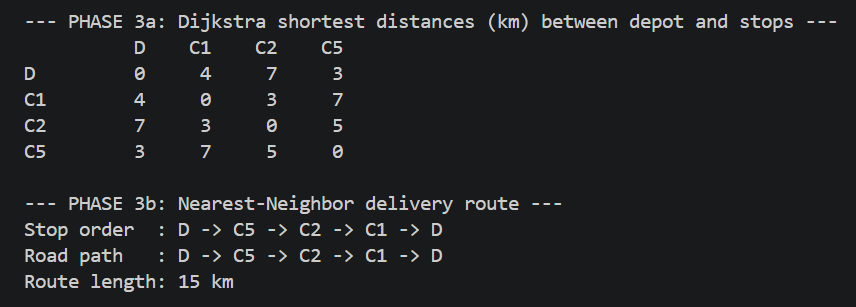 --- PHASE 3a: Dijkstra shortest distances (km) between depot and stops ---
D C1 C2 C5
D 0 4 7 3
C1 4 0 3 7
C2 7 3 0 5
C5 3 7 5 0
--- PHASE 3b: Nearest-Neighbor delivery route ---
Stop order : D -> C5 -> C2 -> C1 -> D
Road path : D -> C5 -> C2 -> C1 -> D
Route length: 15 km